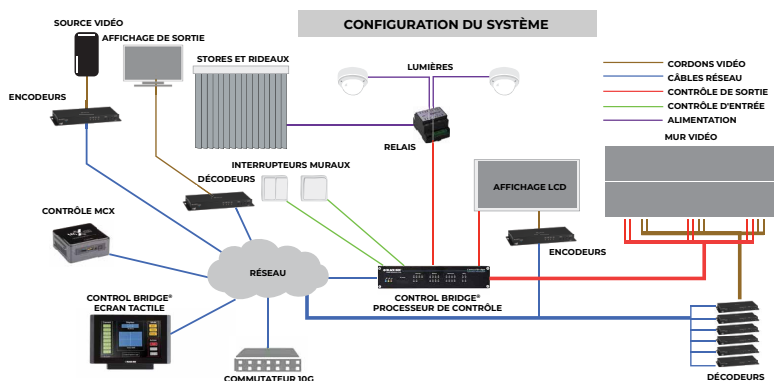 CONFIGURATION DU SYSTÈME
SOURCE VIDÉO
AFFICHAGE DE SORTIE
STORES ET RIDEAUX
LUMIÈRES
CORDONS VIDÉO
CÂBLES RÉSEAU
CONTRÔLE DE SORTIE
CONTRÔLE D'ENTRÉE
ALIMENTATION
ENCODEURS
RELAIS
MUR VIDÉO
INTERRUPTEURS MURAUX
DÉCODEURS
AFFICHAGE LCD
CONTRÔLE MCX
ENCODEURS
RÉSEAU
CONTROL BRIDGE®
PROCESSEUR DE CONTRÔLE
CONTROL BRIDGE®
ECRAN TACTILE
COMMUTATEUR 10G
DÉCODEURS